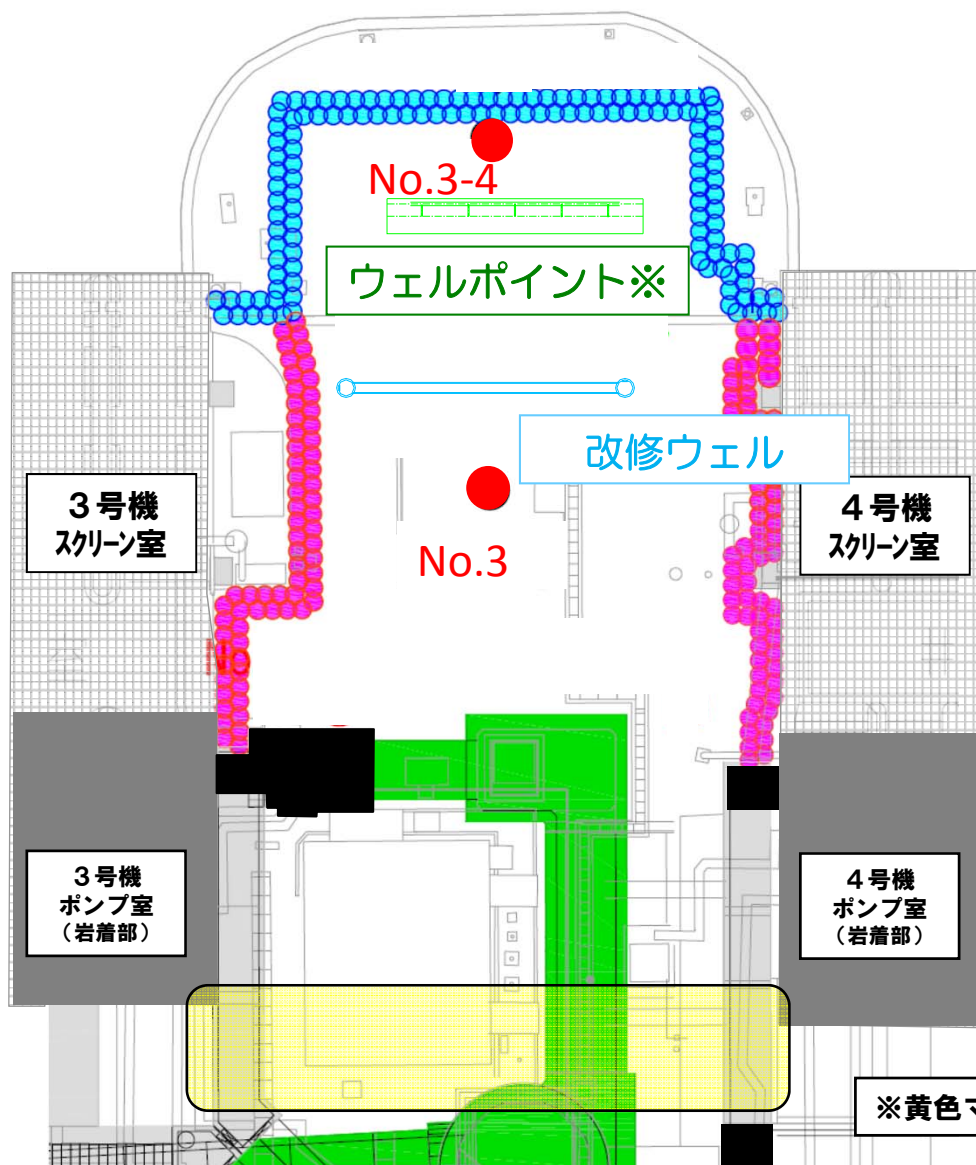 No.3-4
ウェルポイント※
改修ウェル
3号機
スクリーン室
4号機
スクリーン室
No.3
3号機
ポンプ室
(岩着部)
4号機
ポンプ室
(岩着部)
※黄色